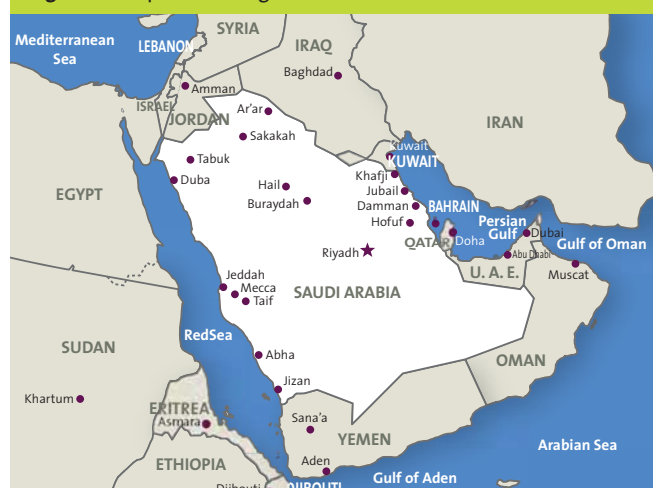 SYRIA
Mediterranean
Sea
LEBANON
IRAQ
Baghdad
Amman
ISRAEL
JORDAN
Ar'ar
Sakakah
IRAN
Kuwait
KUWAIT
Tabuk
Duba
Khafji
Jubail
Hail
Buraydah
Damman
BAHRAIN
EGYPT
Hofuf
Persian
Gulf
Dubai
QATAR
Doha
Gulf of Oman
Riyadh
Abu Dhabi
U. A. E.
Muscat
Jeddah
Mecca
Taif
SAUDI ARABIA
RedSea
SUDAN
Abha
OMAN
Jizan
Khartum
ERITREA
Asmara
Sana'a
YEMEN
Arabian Sea
ETHIOPIA
Aden
Gulf of Aden